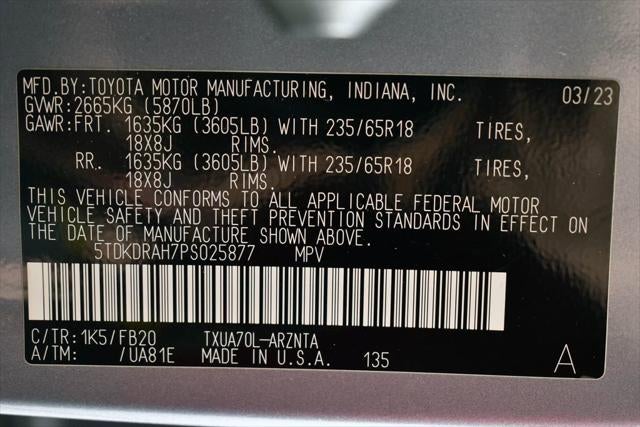 MFD.BY:TOYOTA MOTOR MANUFACTURING, INDIANA, INC. 03/23
GVWR:2665KG (5870LB)
GAWR:FRT. 1635KG (3605LB) WITH 235/65R18 TIRES,
18X8J RIMS.
RR. 1635KG (3605LB) WITH 235/65R18 TIRES,
18X8J RIMS.
THIS VEHICLE CONFORMS TO ALL APPLICABLE FEDERAL MOTOR
VEHICLE SAFETY AND THEFT PREVENTION STANDARDS IN EFFECT ON
THE DATE OF MANUFACTURE SHOWN ABOVE.
5TDKDRAH7PS025877 MPV
C/TR:1K5/FB20 TXUA70L-ARZNTA
A/TM: /UA81E MADE IN U.S.A. 135 A